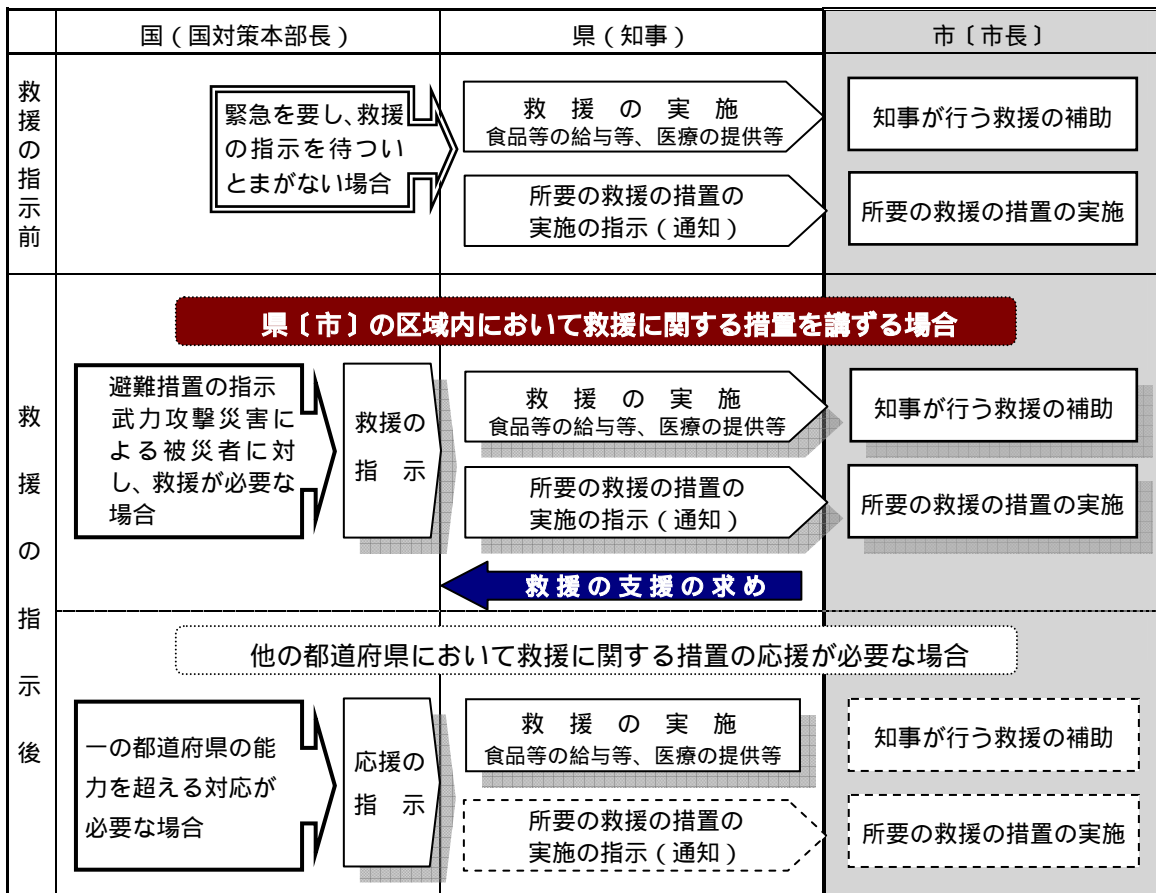 国（国対策本部長）
県（知事）
市〔市長〕
救援の指示前
緊急を要し、救援
の指示を待つい
とまがない場合
救援の実施
食品等の給与等、医療の提供等
所要の救援の措置の
実施の指示（通知）
知事が行う救援の補助
所要の救援の措置の実施
救援の指示後
県〔市〕の区域内において救援に関する措置を講ずる場合
避難措置の指示
武力攻撃災害に
よる被災者に対
し、救援が必要な
場合
救援の
指示
救援の実施
食品等の給与等、医療の提供等
所要の救援の措置の
実施の指示（通知）
知事が行う救援の補助
所要の救援の措置の実施
救援の支援の求め
他の都道府県において救援に関する措置の応援が必要な場合
一の都道府県の能
力を超える対応が
必要な場合
応援の
指示
救援の実施
食品等の給与等、医療の提供等
所要の救援の措置の
実施の指示（通知）
知事が行う救援の補助
所要の救援の措置の実施